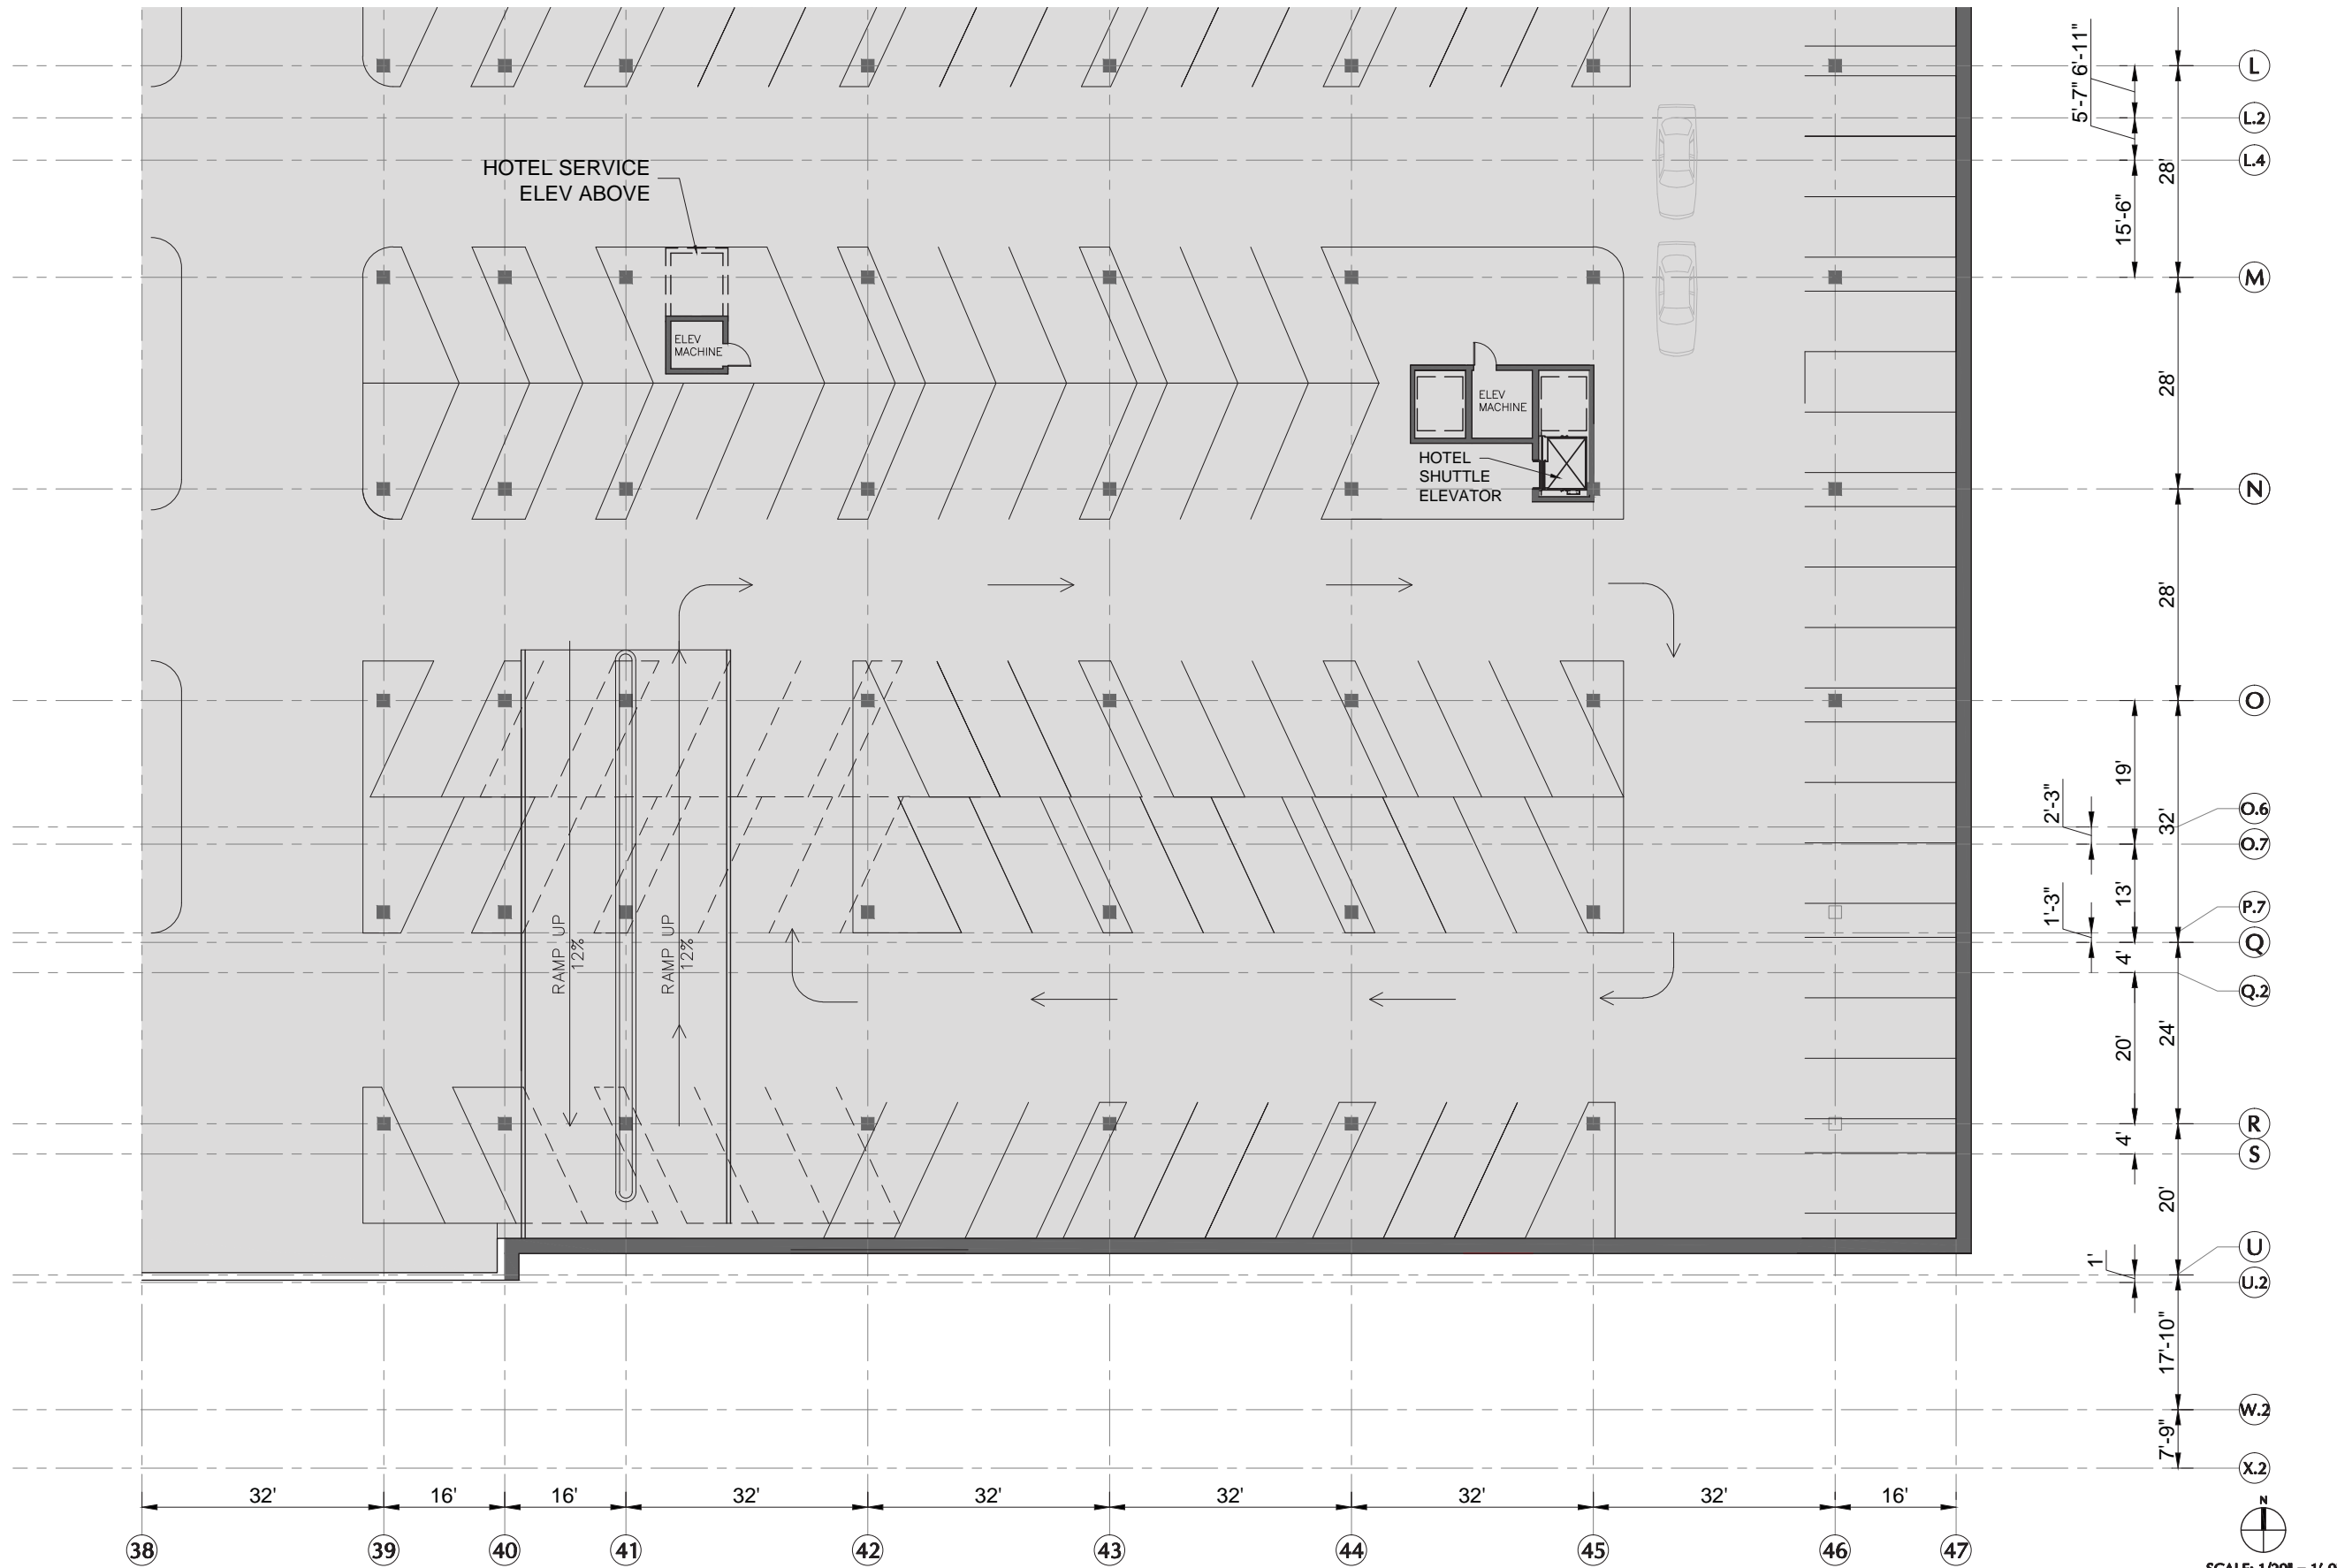 HOTEL SERVICE
ELEV ABOVE
ELEV
MACHINE
ELEV
MACHINE
HOTEL
SHUTTLE
ELEVATOR
RAMP UP
12%
RAMP UP
12%
5'-7" 6'-11"
28'
15'-6"
28'
28'
19'
2'-3"
32'
13'
1'-3"
4'
20'
24'
4'
20'
1'
17'-10"
7'-9"
L
L.2
L.4
M
N
O
O.6
O.7
P.7
Q
Q.2
R
S
U
U.2
W.2
X.2
32'
16'
16'
32'
32'
32'
32'
32'
16'
38
39
40
41
42
43
44
45
46
47
N